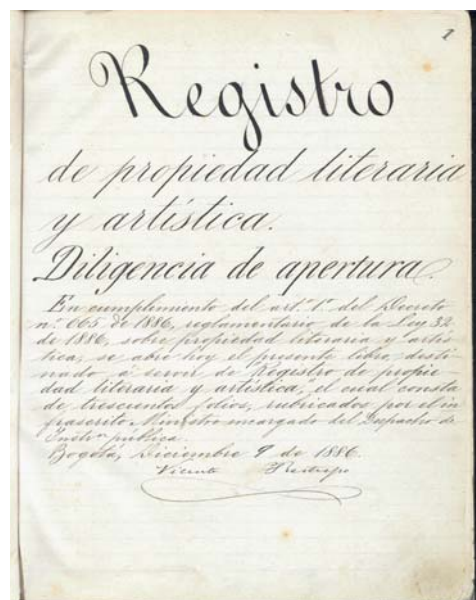 1
Registro
de propiedad literaria
y artística.
Diligencia de apertura.
En cumplimiento del art.º 1º del Decreto
n.º 665 de 1886, reglamentario de la Ley 32
de 1886, sobre propiedad literaria y artís
tica, se abre hoy el presente libro, desti-
nado á servir de "Registro de propie-
dad literaria y artística," el cual consta
de trescientos folios, rubricados por el in
frascrito Ministro encargado del Despacho de
Instrn pública.
Bogotá, Diciembre 9 de 1886.
Vicente Restrepo